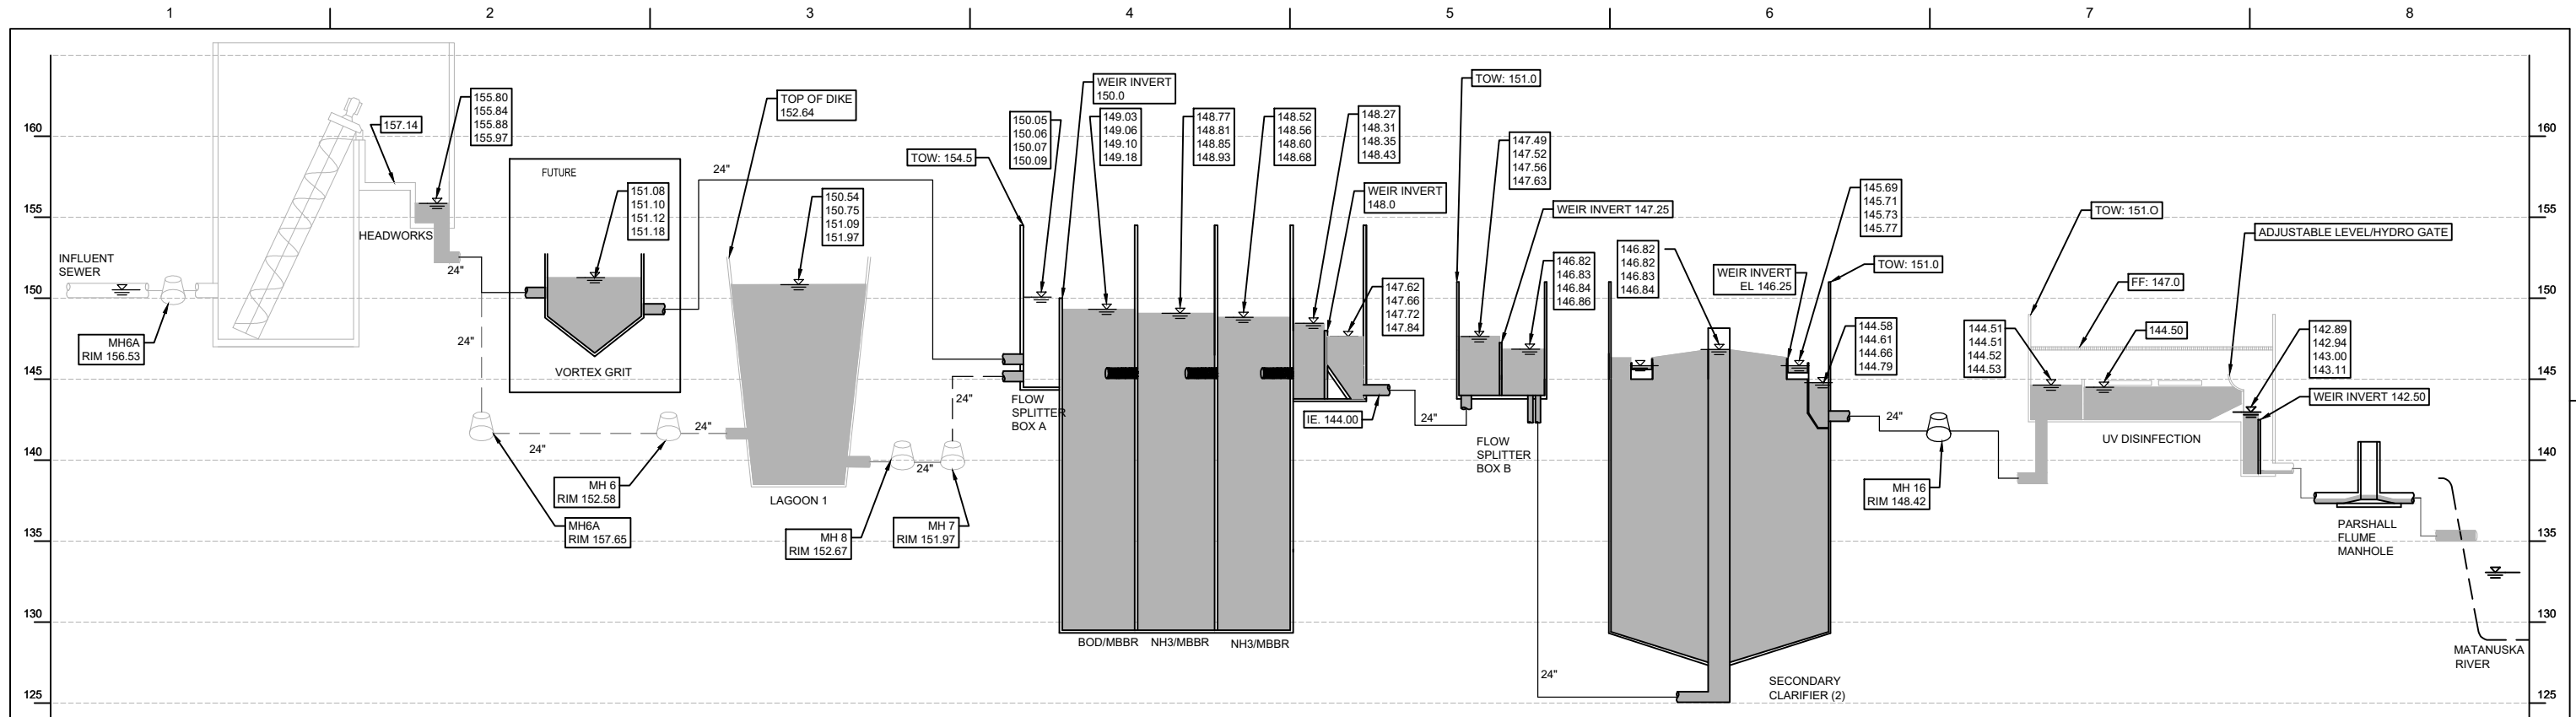 1
2
3
4
5
6
7
8
160
155
150
145
140
135
130
125
INFLUENT
SEWER
MH6A
RIM 156.53
157.14
155.80
155.84
155.88
155.97
HEADWORKS
24"
24"
24"
FUTURE
151.08
151.10
151.12
151.18
VORTEX GRIT
MH 6
RIM 152.58
MH6A
RIM 157.65
24"
24"
TOP OF DIKE
152.64
150.54
150.75
151.09
151.97
LAGOON 1
MH 8
RIM 152.67
24"
MH 7
RIM 151.97
24"
TOW: 154.5
150.05
150.06
150.07
150.09
WEIR INVERT
150.0
FLOW
SPLITTER
BOX A
149.03
149.06
149.10
149.18
148.77
148.81
148.85
148.93
148.52
148.56
148.60
148.68
BOD/MBBR
NH3/MBBR
NH3/MBBR
148.27
148.31
148.35
148.43
WEIR INVERT
148.0
147.62
147.66
147.72
147.84
IE. 144.00
24"
TOW: 151.0
147.49
147.52
147.56
147.63
WEIR INVERT 147.25
146.82
146.83
146.84
146.86
FLOW
SPLITTER
BOX B
24"
146.82
146.82
146.83
146.84
WEIR INVERT
EL 146.25
145.69
145.71
145.73
145.77
TOW: 151.0
144.58
144.61
144.66
144.79
SECONDARY
CLARIFIER (2)
24"
MH 16
RIM 148.42
144.51
144.51
144.52
144.53
TOW: 151.O
FF: 147.0
144.50
ADJUSTABLE LEVEL/HYDRO GATE
142.89
142.94
143.00
143.11
WEIR INVERT 142.50
UV DISINFECTION
PARSHALL
FLUME
MANHOLE
MATANUSKA
RIVER
160
155
150
145
140
135
130
125